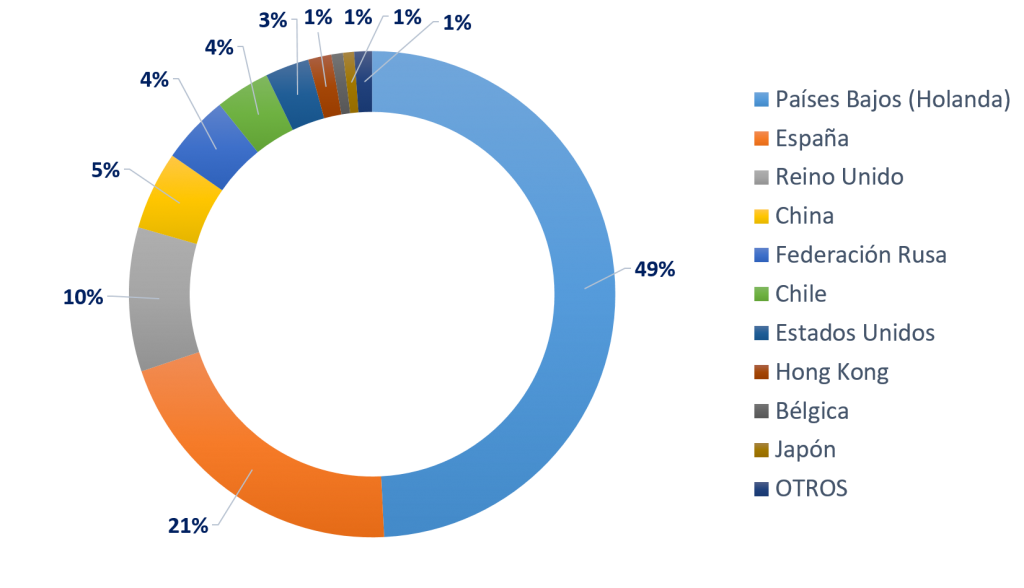 3%
1%
1%
1%
1%
4%
4%
5%
10%
49%
21%
Países Bajos (Holanda)
España
Reino Unido
China
Federación Rusa
Chile
Estados Unidos
Hong Kong
Bélgica
Japón
OTROS